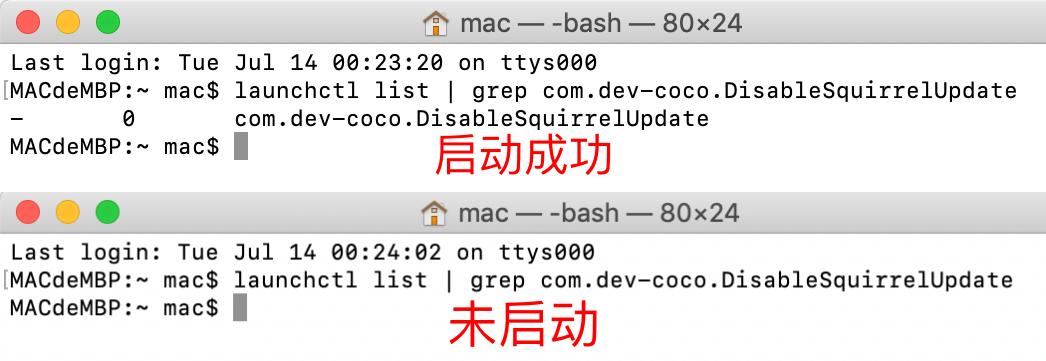 mac — -bash — 80×24
Last login: Tue Jul 14 00:23:20 on ttys000
[MACdeMBP:~ mac$ launchctl list | grep com.dev-coco.DisableSquirrelUpdate
-	0	com.dev-coco.DisableSquirrelUpdate
MACdeMBP:~ mac$
启动成功
mac — -bash — 80×24
Last login: Tue Jul 14 00:24:02 on ttys000
[MACdeMBP:~ mac$ launchctl list | grep com.dev-coco.DisableSquirrelUpdate
MACdeMBP:~ mac$
未启动